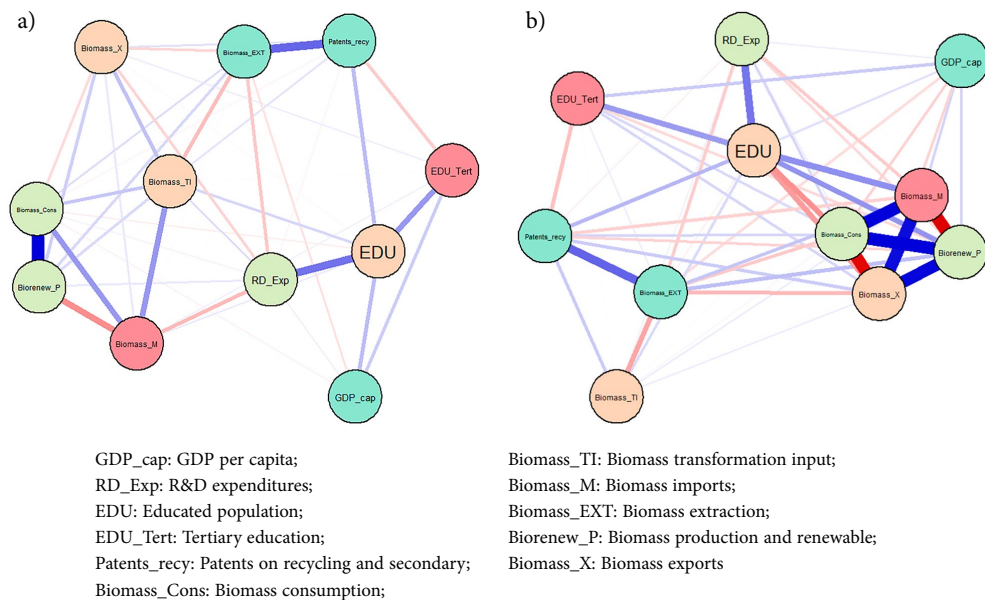 a)
Biomass_X
Biomass_EXT
Patents_recy
Biomass_TI
EDU_Tert
Biomass_Cons
EDU
Biorenew_P
RD_Exp
Biomass_M
GDP_cap
b)
RD_Exp
GDP_cap
EDU_Tert
EDU
Biomass_M
Patents_recy
Biomass_Cons
Biorenew_P
Biomass_EXT
Biomass_X
Biomass_TI
GDP_cap: GDP per capita;
RD_Exp: R&D expenditures;
EDU: Educated population;
EDU_Tert: Tertiary education;
Patents_recy: Patents on recycling and secondary;
Biomass_Cons: Biomass consumption;
Biomass_TI: Biomass transformation input;
Biomass_M: Biomass imports;
Biomass_EXT: Biomass extraction;
Biorenew_P: Biomass production and renewable;
Biomass_X: Biomass exports